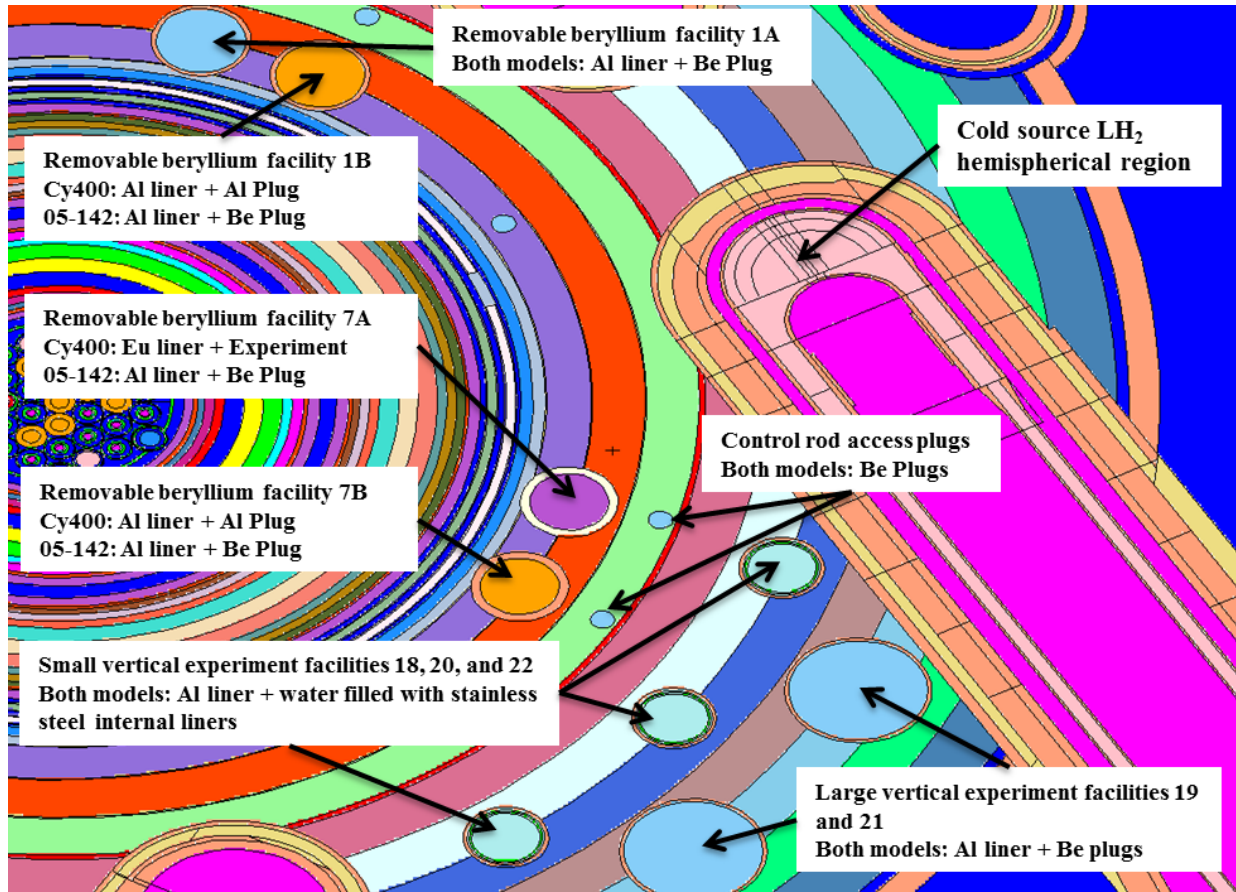 Removable beryllium facility 1A
Both models: Al liner + Be Plug
Cold source LH₂
hemispherical region
Removable beryllium facility 1B
Cy400: Al liner + Al Plug
05-142: Al liner + Be Plug
Removable beryllium facility 7A
Cy400: Eu liner + Experiment
05-142: Al liner + Be Plug
Control rod access plugs
Both models: Be Plugs
Removable beryllium facility 7B
Cy400: Al liner + Al Plug
05-142: Al liner + Be Plug
Small vertical experiment facilities 18, 20, and 22
Both models: Al liner + water filled with stainless
steel internal liners
Large vertical experiment facilities 19
and 21
Both models: Al liner + Be plugs